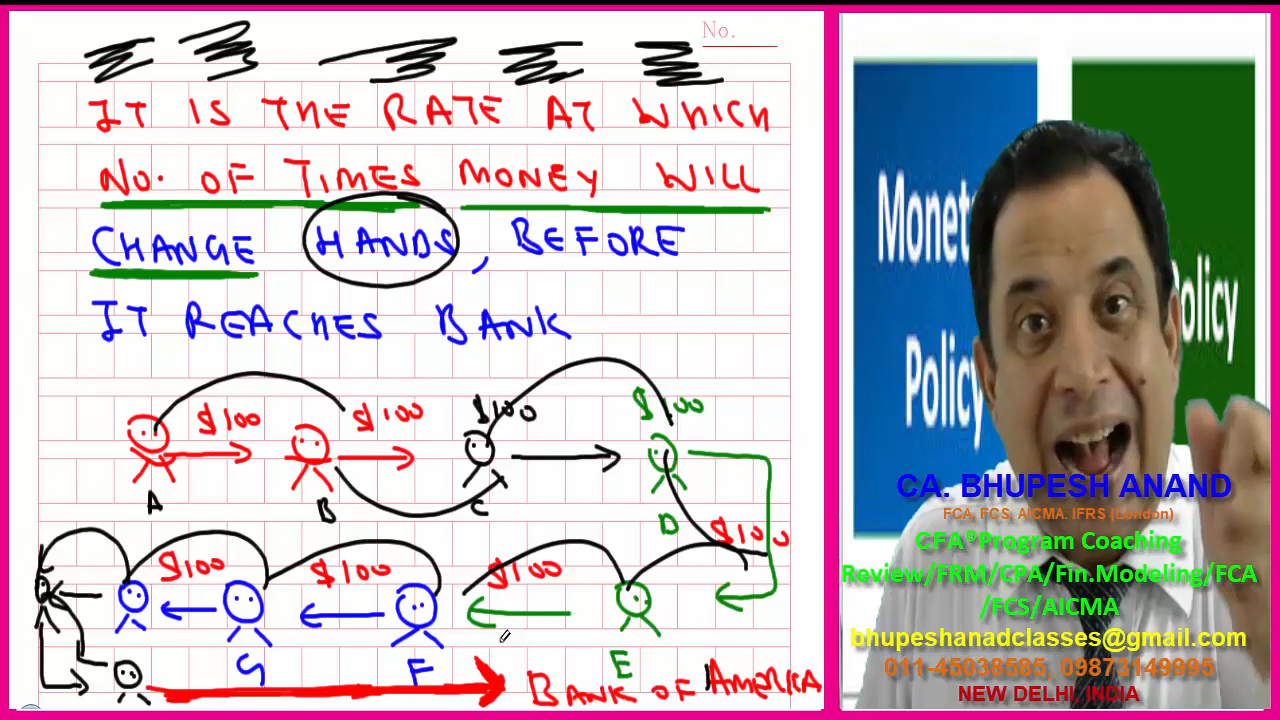 No.
IT IS THE RATE AT WHICH
NO. OF TIMES MONEY WILL
CHANGE HANDS, BEFORE
IT REACHES BANK
$100 $100 $100 $100
A B C D
$100
$100 $100 $100
G F E
BANK OF AMERICA
Policy
Monet
Policy
CA. BHUPESH ANAND
FCA, FCS, AICMA. IFRS (London)
CFA®Program Coaching
Review/FRM/CPA/Fin.Modeling/FCA
/FCS/AICMA
bhupeshanadclasses@gmail.com
011-45038585, 09873149995
NEW DELHI, INDIA